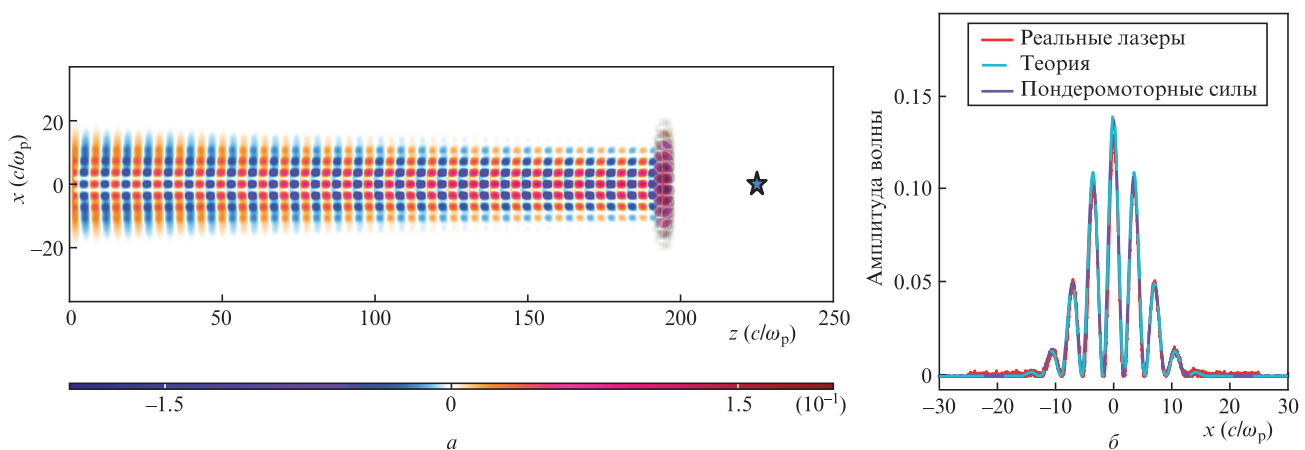 20
0
−20
x (c/ωp)
0
50
100
150
200
250
z (c/ωp)
−1.5
0
1.5
(10⁻¹)
а
Реальные лазеры
Теория
Пондеромоторные силы
Амплитуда волны
0.15
0.10
0.05
0
−30
−20
−10
0
10
20
30
x (c/ωp)
б